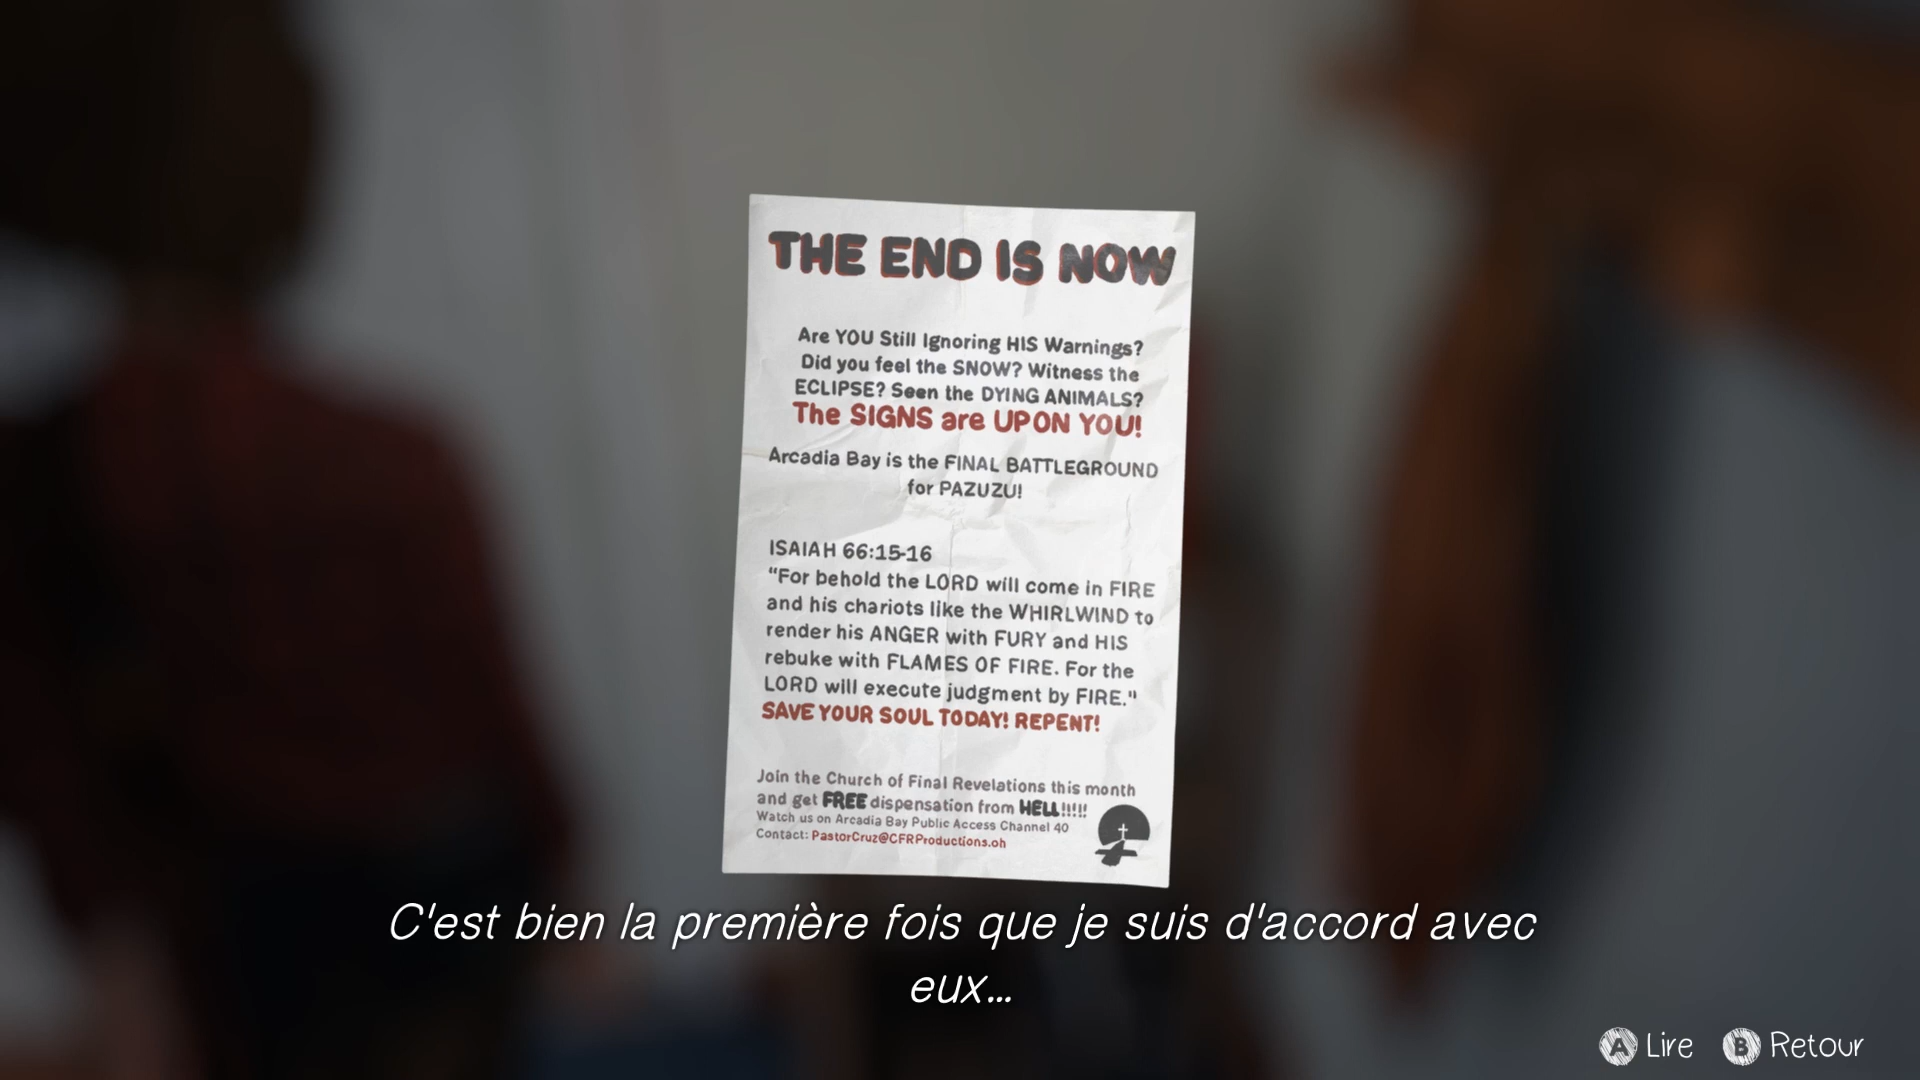 THE END IS NOW
Are YOU Still Ignoring HIS Warnings?
Did you feel the SNOW? Witness the
ECLIPSE? Seen the DYING ANIMALS?
The SIGNS are UPON YOU!
Arcadia Bay is the FINAL BATTLEGROUND
for PAZUZU!
ISAIAH 66:15-16
"For behold the LORD will come in FIRE
and his chariots like the WHIRLWIND to
render his ANGER with FURY and HIS
rebuke with FLAMES OF FIRE. For the
LORD will execute judgment by FIRE."
SAVE YOUR SOUL TODAY! REPENT!
Join the Church of Final Revelations this month
and get FREE dispensation from HELL!!!!!
Watch us on Arcadia Bay Public Access Channel 40
Contact: PastorCruz@CFRProductions.oh
C'est bien la première fois que je suis d'accord avec
eux...
A Lire B Retour